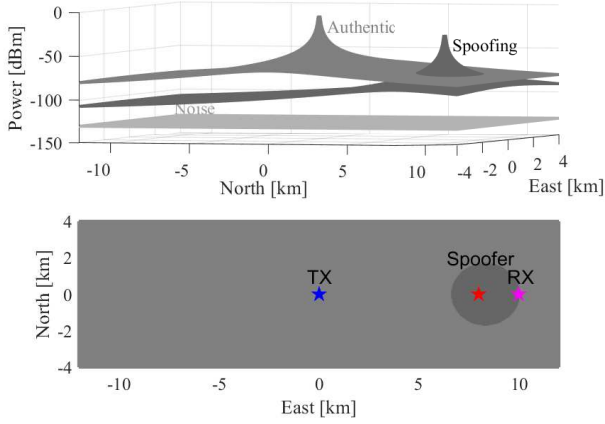 0
Authentic
Spoofing
-50
-100
Noise
-150
Power [dBm]
-10
-5
0
5
10
-4
-2
0
2
4
North [km]
East [km]
4
2
0
-2
-4
North [km]
Spoofer
TX
RX
-10
-5
0
5
10
East [km]